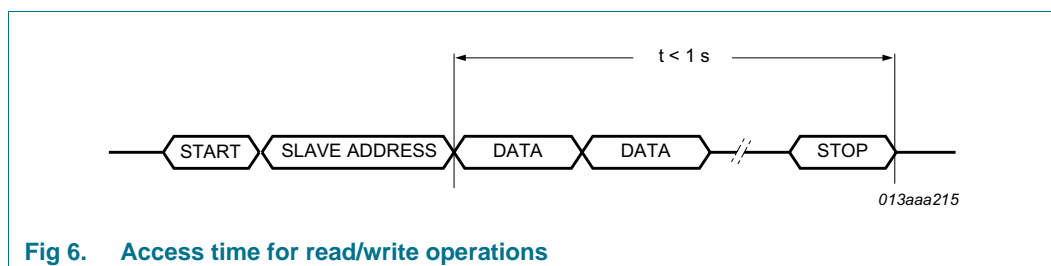 t < 1 s
START SLAVE ADDRESS DATA DATA STOP
013aaa215
Fig 6. Access time for read/write operations